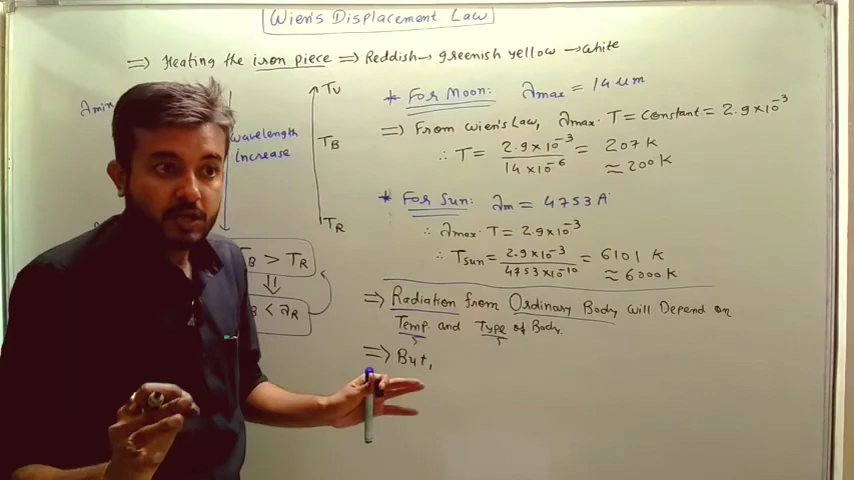 Wien's Displacement Law
=> Heating the iron piece => Reddish → greenish yellow → white
λmin
wavelength
increase
TV
TB
TR
TB > TR
⇓
B < λR
* For Moon: λmax = 14 μm
=> From Wien's Law, λmax · T = Constant = 2.9×10⁻³
∴ T = 2.9×10⁻³ / 14×10⁻⁶ = 207 K
≈ 200 K
* For Sun: λm = 4753 A°
∴ λmax · T = 2.9×10⁻³
∴ Tsun = 2.9×10⁻³ / 4753×10⁻¹⁰ = 6101 K
≈ 6000 K
=> Radiation from Ordinary Body will Depend on
Temp. and Type of Body.
=> But,